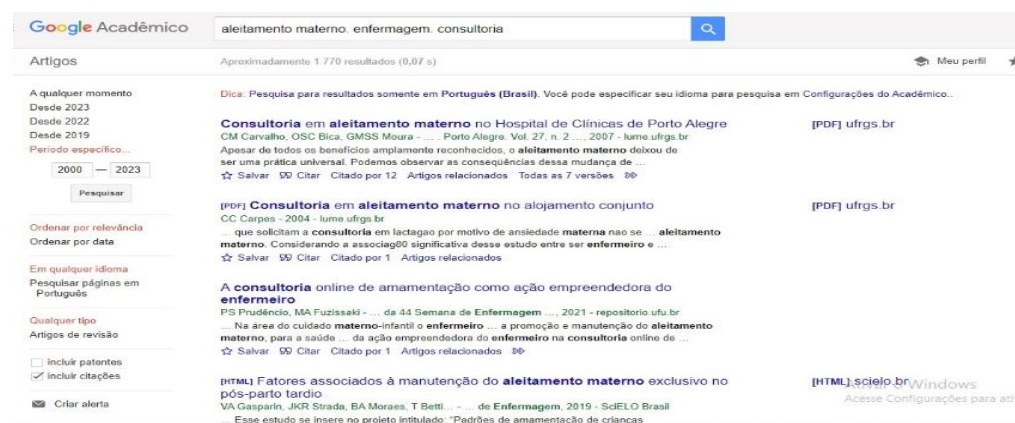 Google Acadêmico
aleitamento materno. enfermagem. consultoria
Artigos
Aproximadamente 1.770 resultados (0,07 s)
Meu perfil
A qualquer momento
Desde 2023
Desde 2022
Desde 2019
Período específico...
2000 — 2023
Pesquisar
Ordenar por relevância
Ordenar por data
Em qualquer idioma
Pesquisar páginas em
Português
Qualquer tipo
Artigos de revisão
incluir patentes
incluir citações
Criar alerta
Dica: Pesquisa para resultados somente em Português (Brasil). Você pode especificar seu idioma para pesquisa em Configurações do Acadêmico..
Consultoria em aleitamento materno no Hospital de Clínicas de Porto Alegre
[PDF] ufrgs.br
CM Carvalho, OSC Bica, GMSS Moura - ... . Porto Alegre. Vol. 27, n. 2 ..., 2007 - lume.ufrgs.br
Apesar de todos os benefícios amplamente reconhecidos, o aleitamento materno deixou de
ser uma prática universal. Podemos observar as conseqüências dessa mudança de ...
Salvar Citar Citado por 12 Artigos relacionados Todas as 7 versões
[PDF] Consultoria em aleitamento materno no alojamento conjunto
[PDF] ufrgs.br
CC Carpes - 2004 - lume.ufrgs.br
... que solicitam a consultoria em lactagao por motivo de ansiedade materna nao se ... aleitamento
materno. Considerando a associag80 significativa desse estudo entre ser enfermeiro e ...
Salvar Citar Citado por 1 Artigos relacionados
A consultoria online de amamentação como ação empreendedora do
enfermeiro
PS Prudêncio, MA Fuzissaki - ... da 44 Semana de Enfermagem ..., 2021 - repositorio.ufu.br
... Na área do cuidado materno-infantil o enfermeiro ... a promoção e manutenção do aleitamento
materno, para a saúde ... da ação empreendedora do enfermeiro na consultoria online de ...
Salvar Citar Citado por 1 Artigos relacionados
[HTML] Fatores associados à manutenção do aleitamento materno exclusivo no
pós-parto tardio
[HTML] scielo.br
VA Gasparin, JKR Strada, BA Moraes, T Betti... - ... de Enfermagem, 2019 - SciELO Brasil
... Esse estudo se insere no projeto intitulado: "Padrões de amamentação de crianças
Ativar o Windows
Acesse Configurações para ati